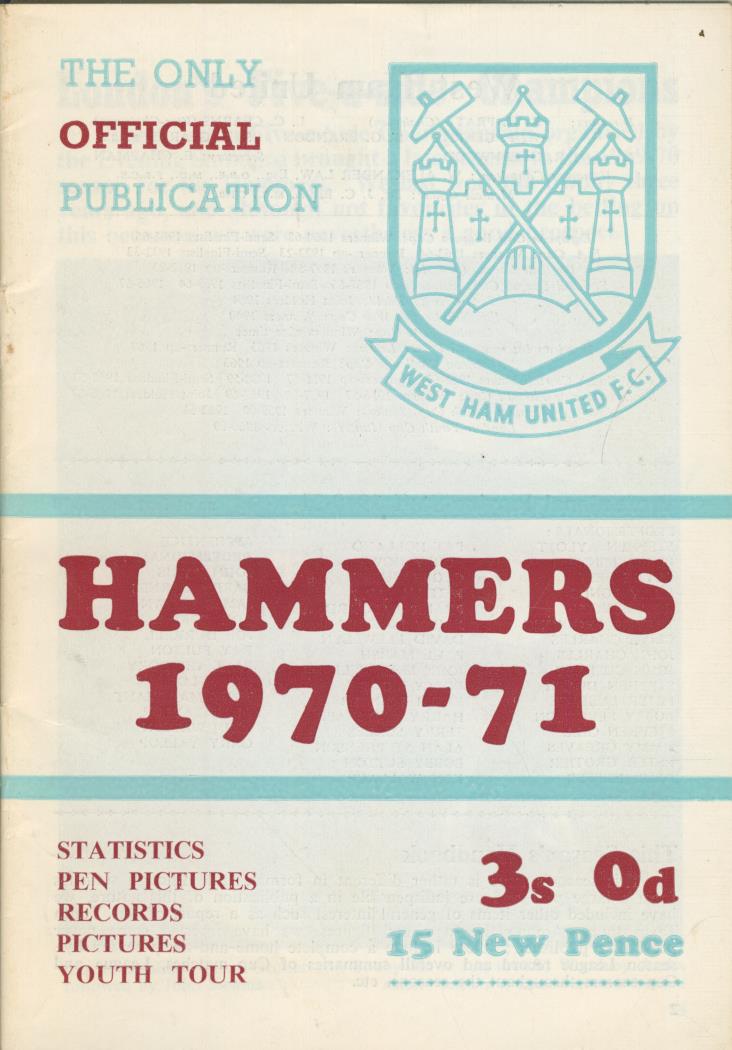 THE ONLY
OFFICIAL
PUBLICATION
WEST HAM UNITED F.C.
HAMMERS
1970-71
STATISTICS
PEN PICTURES
RECORDS
PICTURES
YOUTH TOUR
3s 0d
15 New Pence